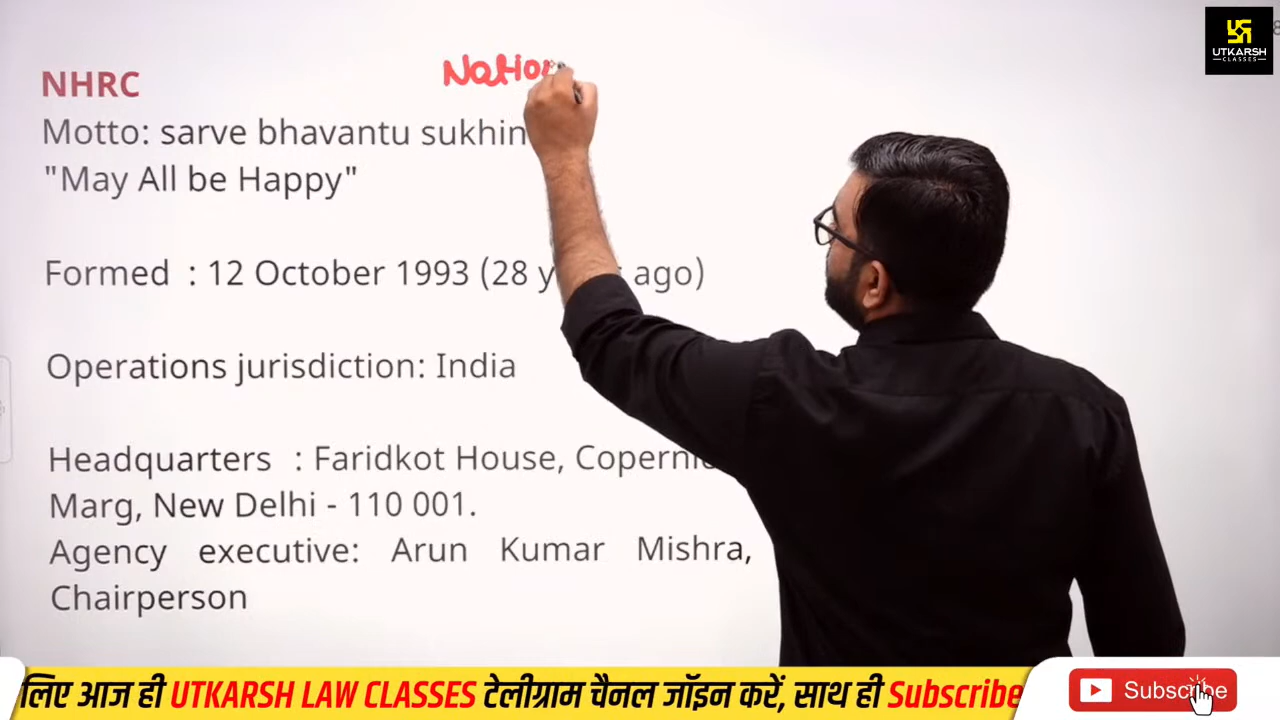 UTKARSH
CLASSES
NHRC
Motto: sarve bhavantu sukhin
"May All be Happy"
Formed : 12 October 1993 (28 ago)
Operations jurisdiction: India
Headquarters : Faridkot House,
Marg, New Delhi - 110 001.
Agency executive: Arun Kumar Mishra,
Chairperson
लिए आज ही UTKARSH LAW CLASSES टेलीग्राम चैनल जॉइन करें, साथ ही Subscribe
Subscribe